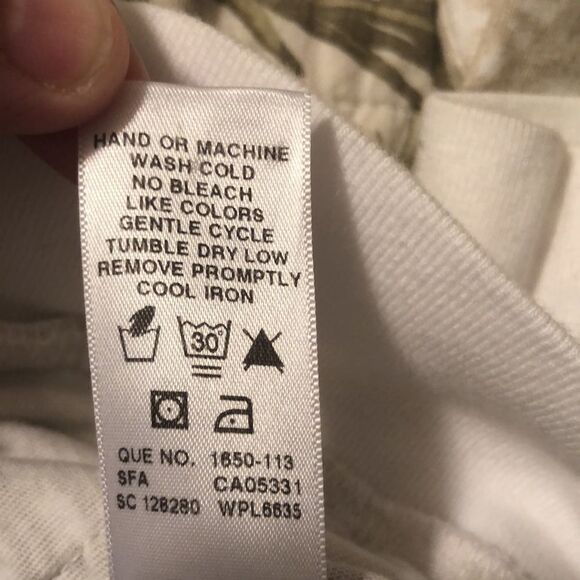 HAND OR MACHINE
WASH COLD
NO BLEACH
LIKE COLORS
GENTLE CYCLE
TUMBLE DRY LOW
REMOVE PROMPTLY
COOL IRON
30°
QUE NO. 1650-113
SFA CA05331
SC 128280 WPL6635